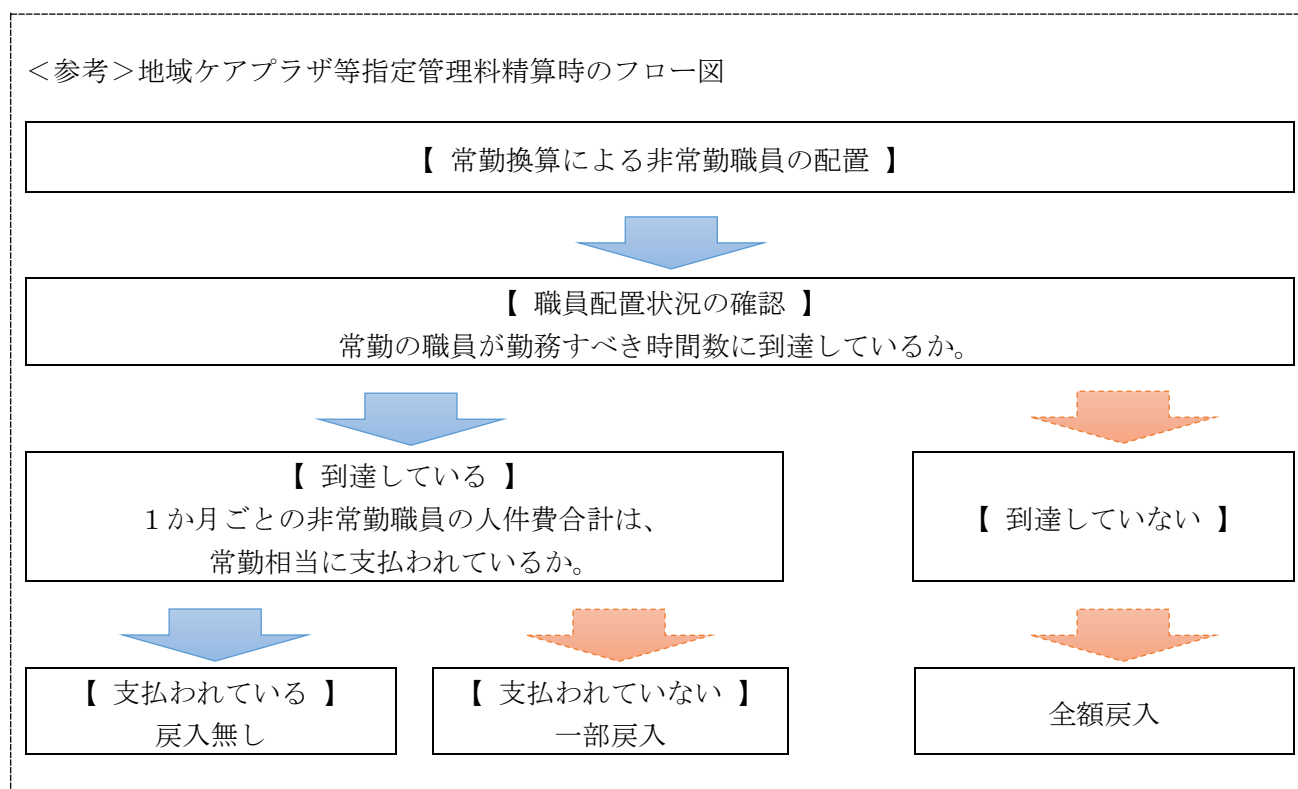 ＜参考＞地域ケアプラザ等指定管理料精算時のフロー図
【 常勤換算による非常勤職員の配置 】
【 職員配置状況の確認 】
常勤の職員が勤務すべき時間数に到達しているか。
【 到達している 】
１か月ごとの非常勤職員の人件費合計は、
常勤相当に支払われているか。
【 到達していない 】
【 支払われている 】
戻入無し
【 支払われていない 】
一部戻入
全額戻入